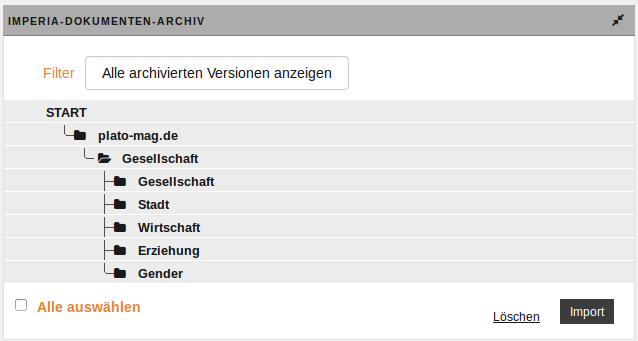 IMPERIA-DOKUMENTEN-ARCHIV
Filter Alle archivierten Versionen anzeigen
START
plato-mag.de
Gesellschaft
Gesellschaft
Stadt
Wirtschaft
Erziehung
Gender
Alle auswählen Löschen Import